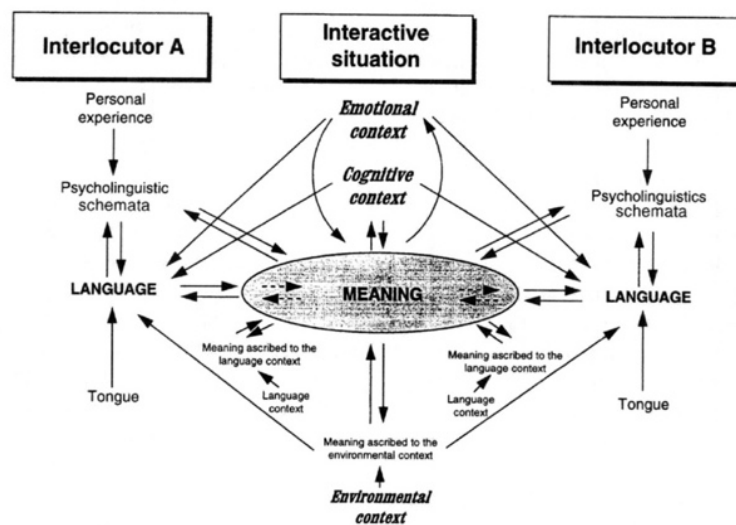 Interlocutor A
Interactive
situation
Interlocutor B
Personal
experience
Emotional
context
Personal
experience
Psycholinguistic
schemata
Cognitive
context
Psycholinguistics
schemata
LANGUAGE
MEANING
LANGUAGE
Meaning ascribed to the
language context
Meaning ascribed to the
language context
Language
context
Language
context
Tongue
Tongue
Meaning ascribed to the
environmental context
Environmental
context